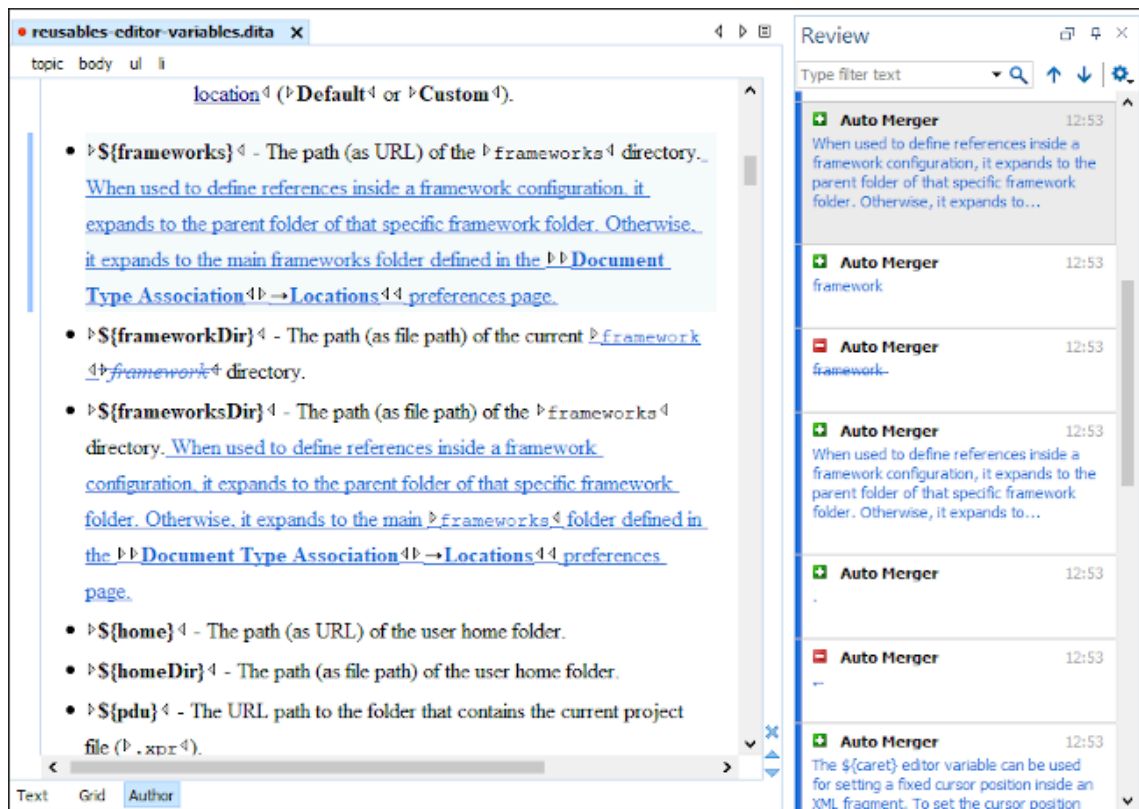 reusables-editor-variables.dita
topic body ul li
location (Default or Custom).
• ${frameworks} - The path (as URL) of the frameworks directory.
When used to define references inside a framework configuration, it
expands to the parent folder of that specific framework folder. Otherwise,
it expands to the main frameworks folder defined in the Document
Type Association → Locations preferences page.
• ${frameworkDir} - The path (as file path) of the current framework
framework directory.
• ${frameworksDir} - The path (as file path) of the frameworks
directory. When used to define references inside a framework
configuration, it expands to the parent folder of that specific framework
folder. Otherwise, it expands to the main frameworks folder defined in
the Document Type Association → Locations preferences
page.
• ${home} - The path (as URL) of the user home folder.
• ${homeDir} - The path (as file path) of the user home folder.
• ${pdu} - The URL path to the folder that contains the current project
file (.xpr).
Text Grid Author
Review
Type filter text
Auto Merger 12:53
When used to define references inside a
framework configuration, it expands to the
parent folder of that specific framework
folder. Otherwise, it expands to...
Auto Merger 12:53
framework
Auto Merger 12:53
framework
Auto Merger 12:53
When used to define references inside a
framework configuration, it expands to the
parent folder of that specific framework
folder. Otherwise, it expands to...
Auto Merger 12:53
.
Auto Merger 12:53
Auto Merger 12:53
The ${caret} editor variable can be used
for setting a fixed cursor position inside an
XML fragment. To set the cursor position